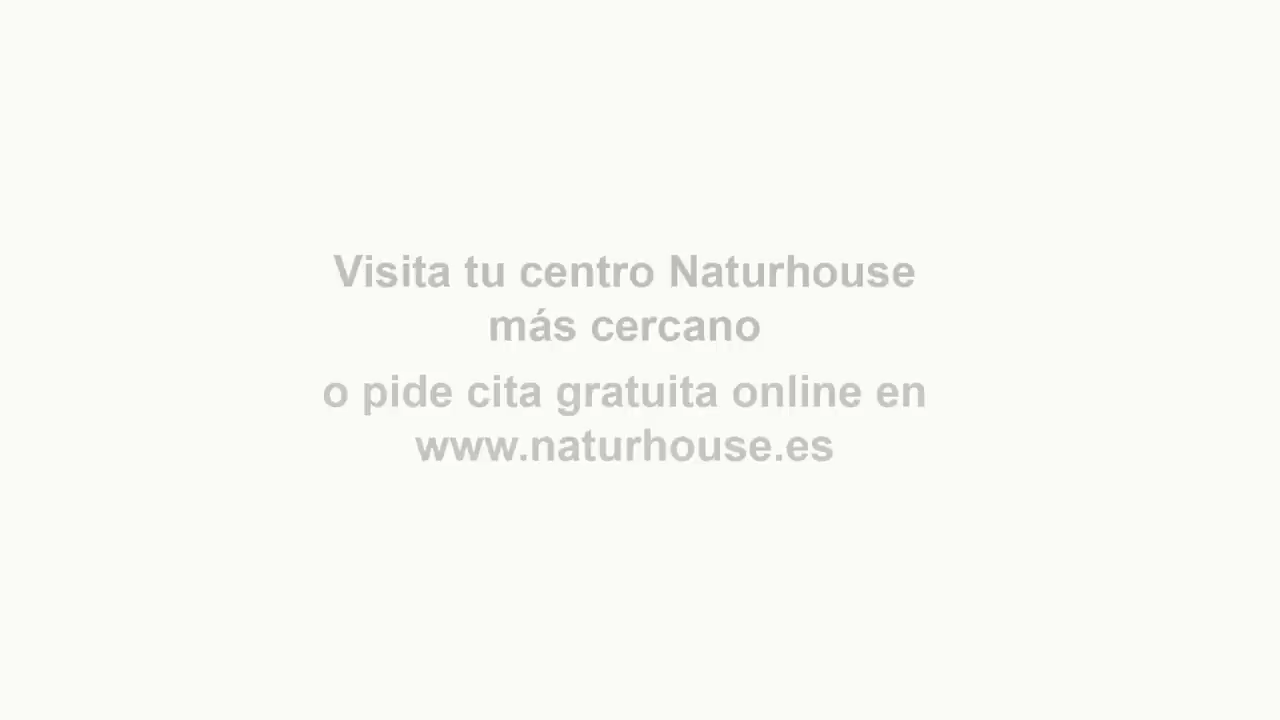 Visita tu centro Naturhouse
más cercano
o pide cita gratuita online en
www.naturhouse.es